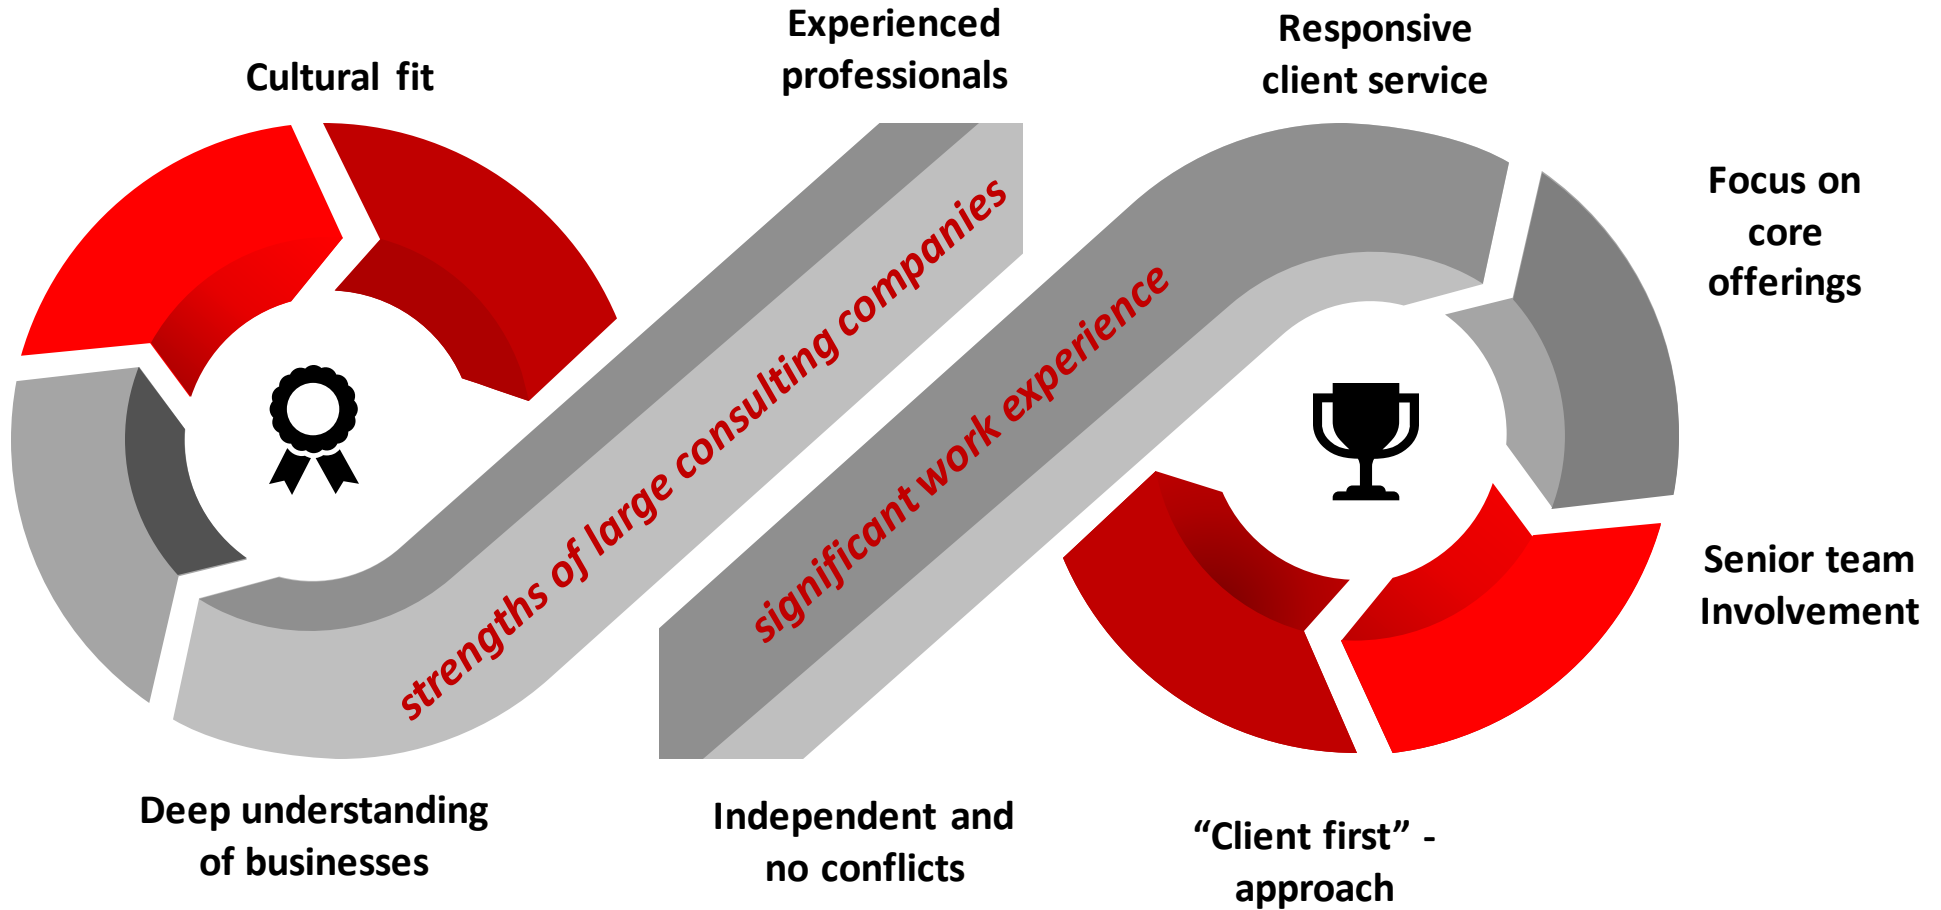 Experienced
professionals
Responsive
client service
Cultural fit
Focus on
core
offerings
strengths of large consulting companies
significant work experience
Senior team
Involvement
Deep understanding
of businesses
Independent and
no conflicts
“Client first” -
approach